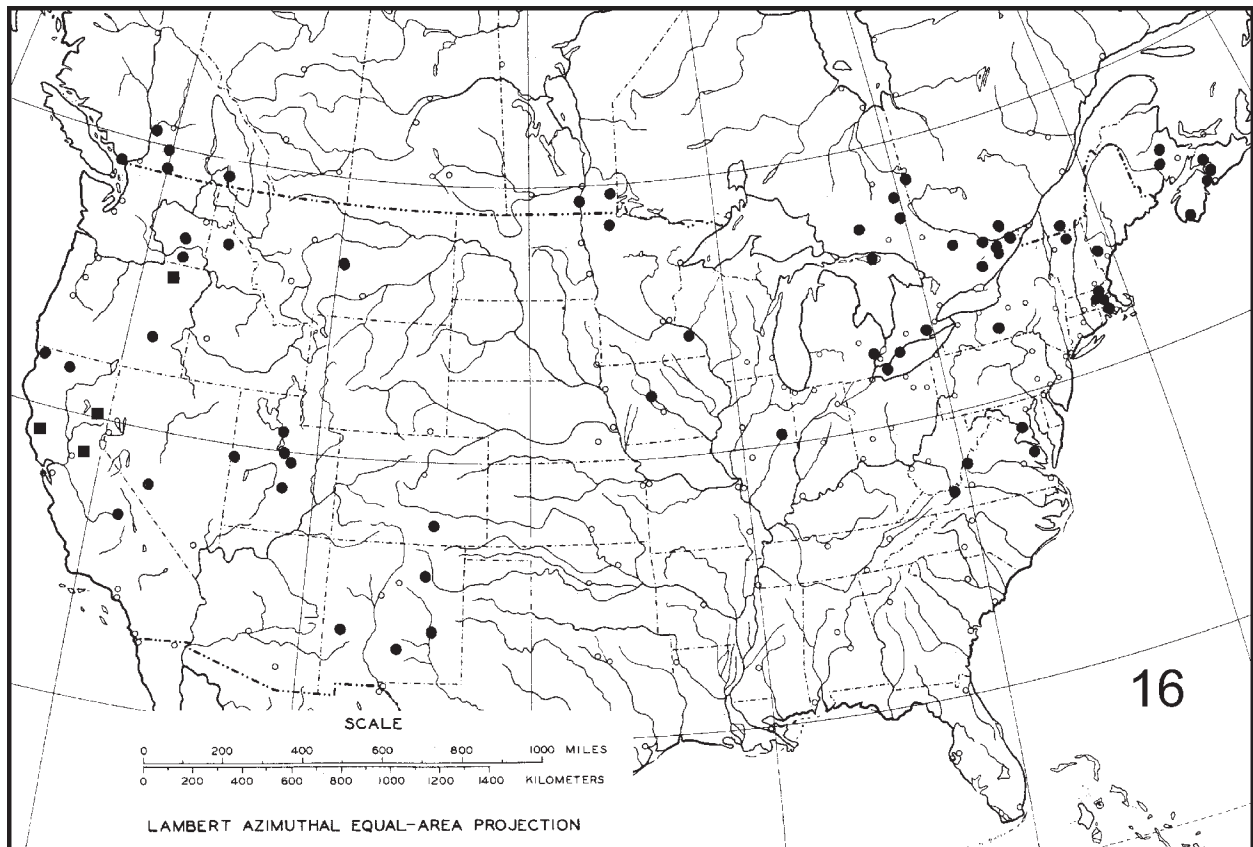 16
SCALE
0 200 400 600 800 1000 MILES
0 200 400 600 800 1000 1200 1400 KILOMETERS
LAMBERT AZIMUTHAL EQUAL-AREA PROJECTION